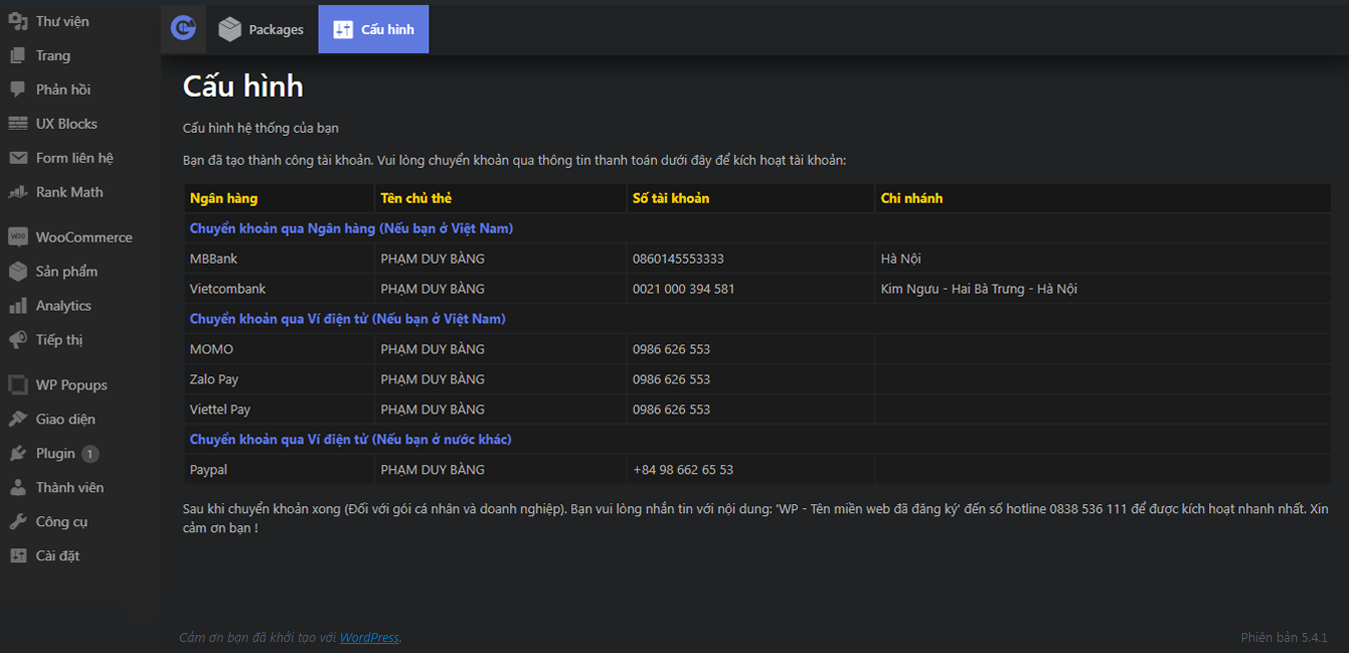 Thư viện
Trang
Phản hồi
UX Blocks
Form liên hệ
Rank Math
WooCommerce
Sản phẩm
Analytics
Tiếp thị
WP Popups
Giao diện
Plugin 1
Thành viên
Công cụ
Cài đặt
Packages
Cấu hình
Cấu hình
Cấu hình hệ thống của bạn
Bạn đã tạo thành công tài khoản. Vui lòng chuyển khoản qua thông tin thanh toán dưới đây để kích hoạt tài khoản:
Ngân hàng Tên chủ thẻ Số tài khoản Chi nhánh
Chuyển khoản qua Ngân hàng (Nếu bạn ở Việt Nam)
MBBank PHẠM DUY BÀNG 0860145553333 Hà Nội
Vietcombank PHẠM DUY BÀNG 0021 000 394 581 Kim Ngưu - Hai Bà Trưng - Hà Nội
Chuyển khoản qua Ví điện tử (Nếu bạn ở Việt Nam)
MOMO PHẠM DUY BÀNG 0986 626 553
Zalo Pay PHẠM DUY BÀNG 0986 626 553
Viettel Pay PHẠM DUY BÀNG 0986 626 553
Chuyển khoản qua Ví điện tử (Nếu bạn ở nước khác)
Paypal PHẠM DUY BÀNG +84 98 662 65 53
Sau khi chuyển khoản xong (Đối với gói cá nhân và doanh nghiệp). Bạn vui lòng nhắn tin với nội dung: 'WP - Tên miền web đã đăng ký' đến số hotline 0838 536 111 để được kích hoạt nhanh nhất. Xin
cảm ơn bạn !
Cảm ơn bạn đã khởi tạo với WordPress.
Phiên bản 5.4.1